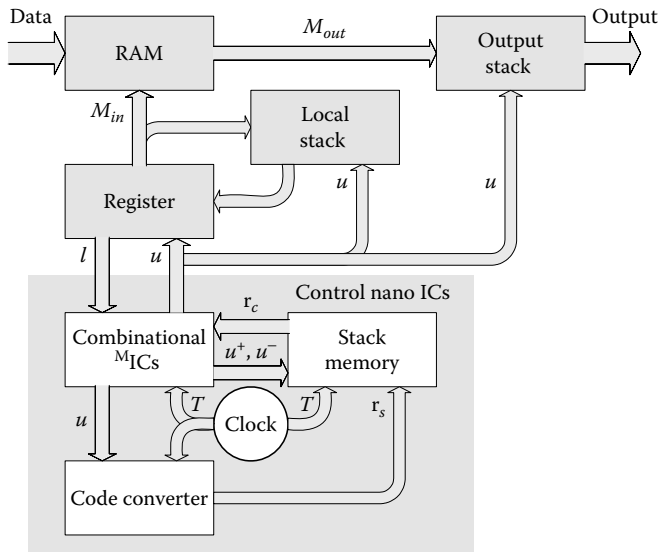 Data
Output
RAM
M_out
Output
stack
M_in
Local
stack
Register
u
u
l
u
Control nano ICs
r_c
Combinational
ᴹICs
u⁺, u⁻
Stack
memory
T
Clock
T
r_s
u
Code converter